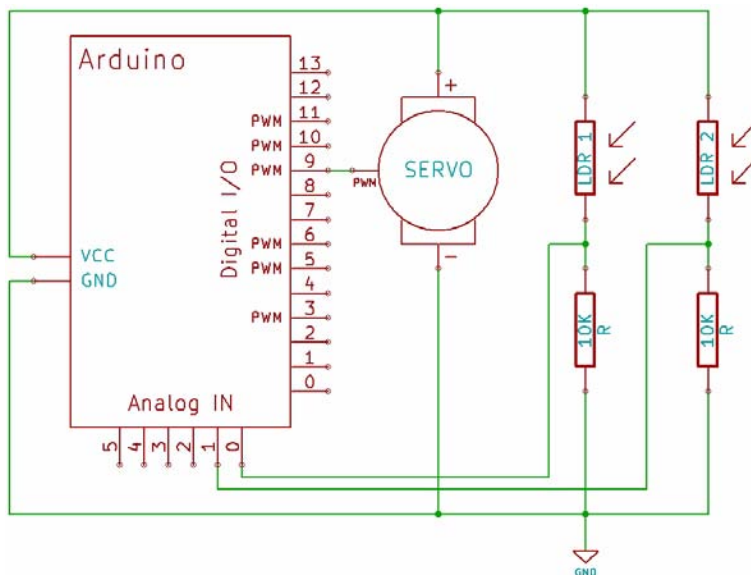 Arduino
13
12
PWM 11
PWM 10
PWM 9
8
7
PWM 6
PWM 5
4
PWM 3
2
1
0
Digital I/O
VCC
GND
Analog IN
5 4 3 2 1 0
+
PWM
SERVO
-
LDR 1
LDR 2
10K
R
10K
R
GND